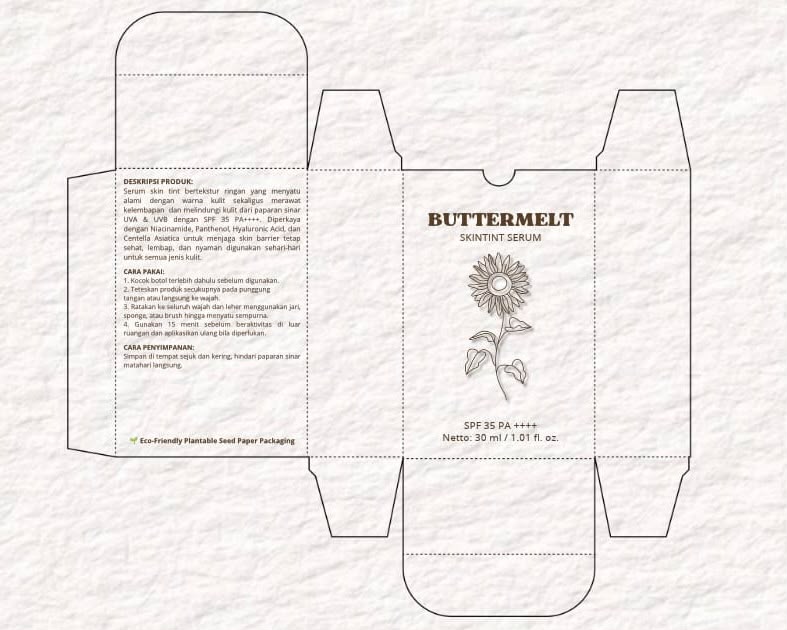 DESKRIPSI PRODUK:
Serum skin tint bertekstur ringan yang menyatu
alami dengan warna kulit sekaligus merawat
kelembapan dan melindungi kulit dari paparan sinar
UVA & UVB dengan SPF 35 PA++++. Diperkaya
dengan Niacinamide, Panthenol, Hyaluronic Acid, dan
Centella Asiatica untuk menjaga skin barrier tetap
sehat, lembap, dan nyaman digunakan sehari-hari
untuk semua jenis kulit.
CARA PAKAI:
1. Kocok botol terlebih dahulu sebelum digunakan.
2. Teteskan produk secukupnya pada punggung
tangan atau langsung ke wajah.
3. Ratakan ke seluruh wajah dan leher menggunakan jari,
sponge, atau brush hingga menyatu sempurna.
4. Gunakan 15 menit sebelum beraktivitas di luar
ruangan dan aplikasikan ulang bila diperlukan.
CARA PENYIMPANAN:
Simpan di tempat sejuk dan kering, hindari paparan sinar
matahari langsung.
🌱 Eco-Friendly Plantable Seed Paper Packaging
BUTTERMELT
SKINTINT SERUM
SPF 35 PA ++++
Netto: 30 ml / 1.01 fl. oz.